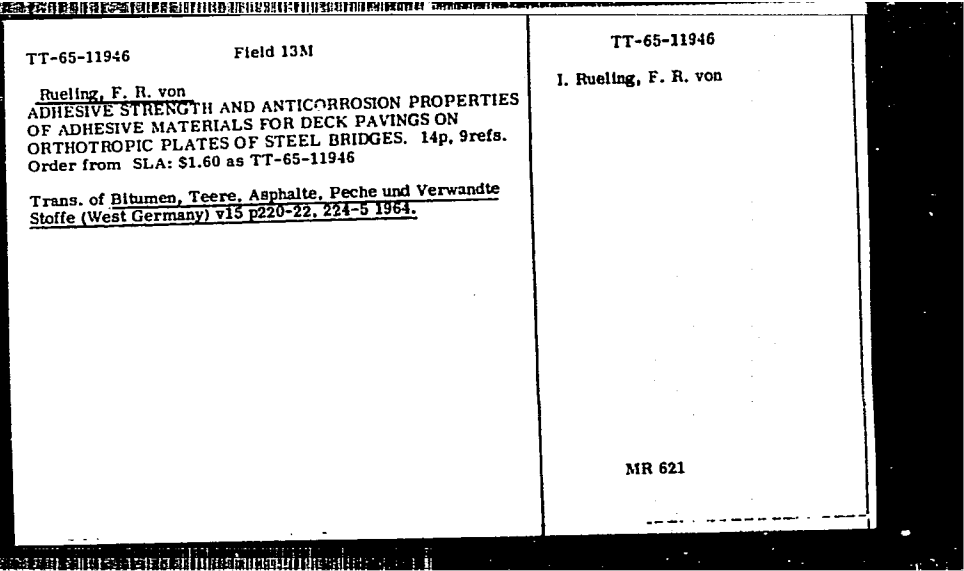 TT-65-11946 Field 13M
Rueling, F. R. von
ADHESIVE STRENGTH AND ANTICORROSION PROPERTIES
OF ADHESIVE MATERIALS FOR DECK PAVINGS ON
ORTHOTROPIC PLATES OF STEEL BRIDGES. 14p, 9refs.
Order from SLA: $1.60 as TT-65-11946
Trans. of Bitumen, Teere, Asphalte, Peche und Verwandte
Stoffe (West Germany) v15 p220-22, 224-5 1964.
TT-65-11946
I. Rueling, F. R. von
MR 621